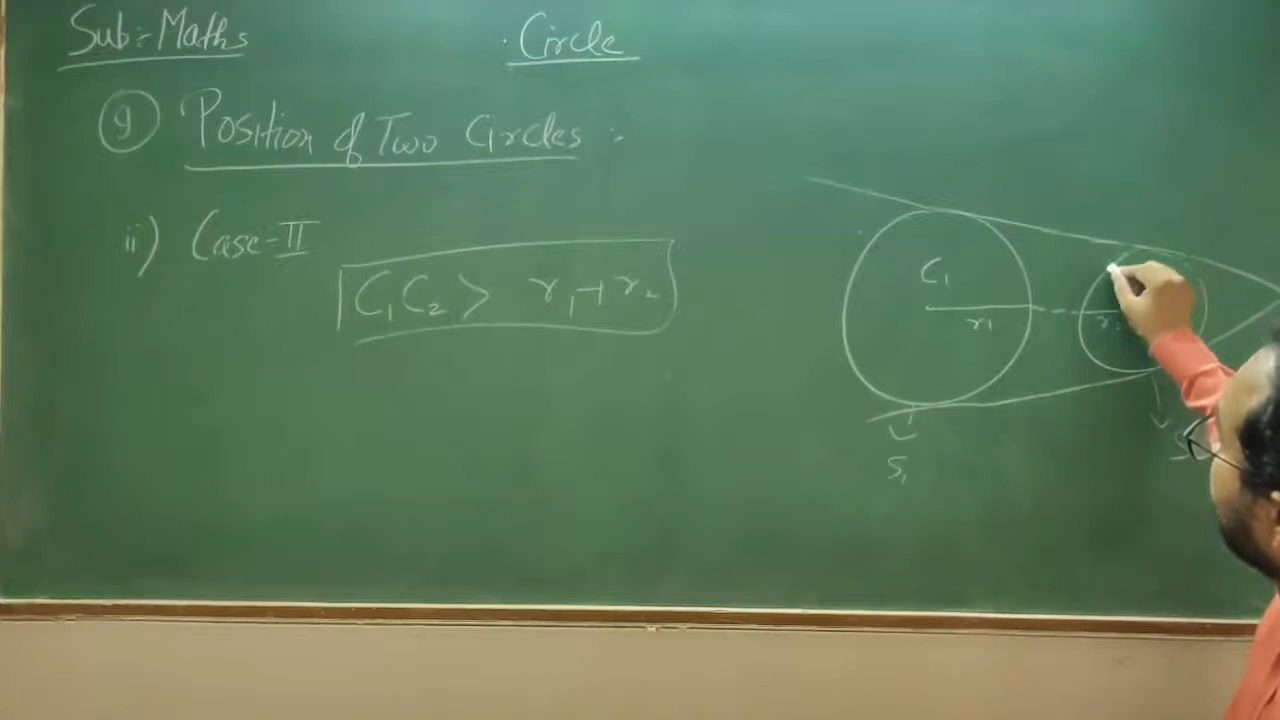 Sub:- Maths
Circle
9 Position of Two Circles :-
ii) Case-II
C₁C₂ > r₁+r₂
C₁
r₁
S₁